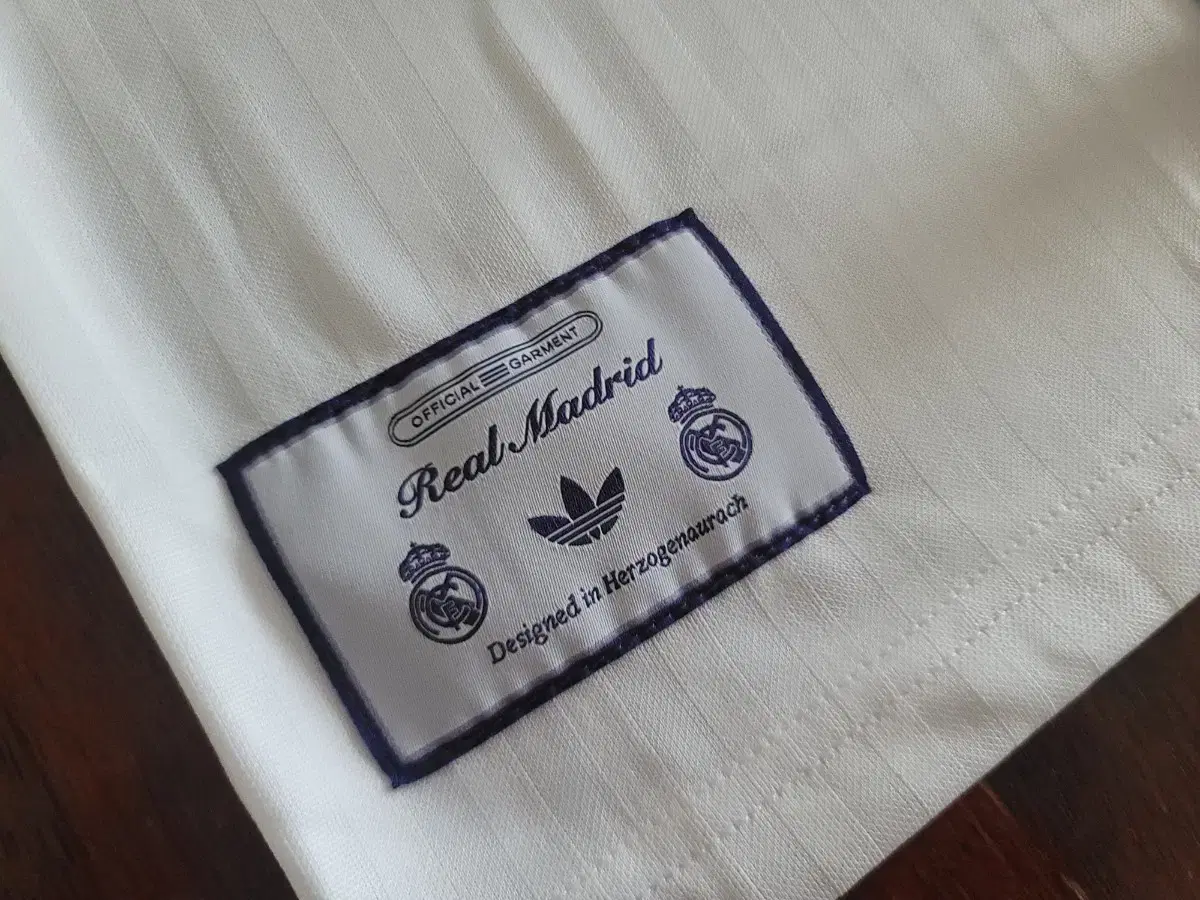 OFFICIAL GARMENT
Real Madrid
Designed in Herzogenaurach